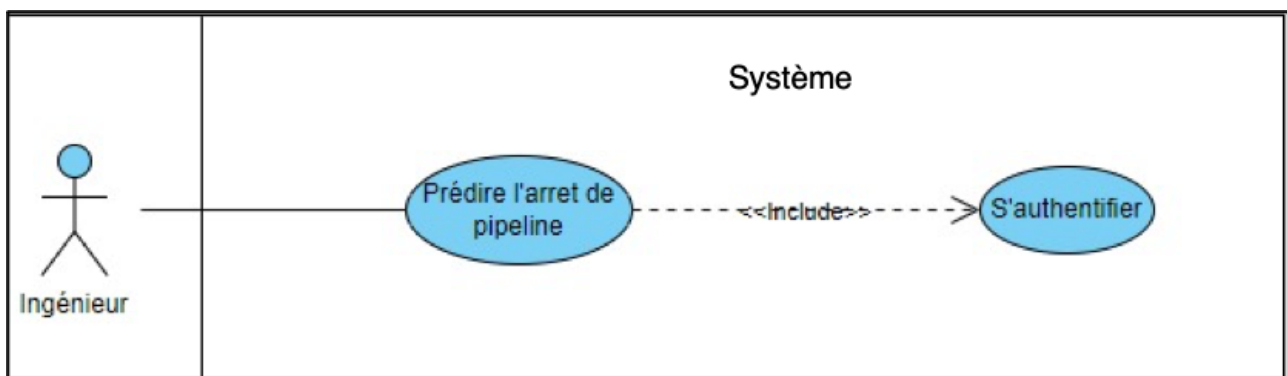 Système
Prédire l'arret de
pipeline
<<Include>>
S'authentifier
Ingénieur